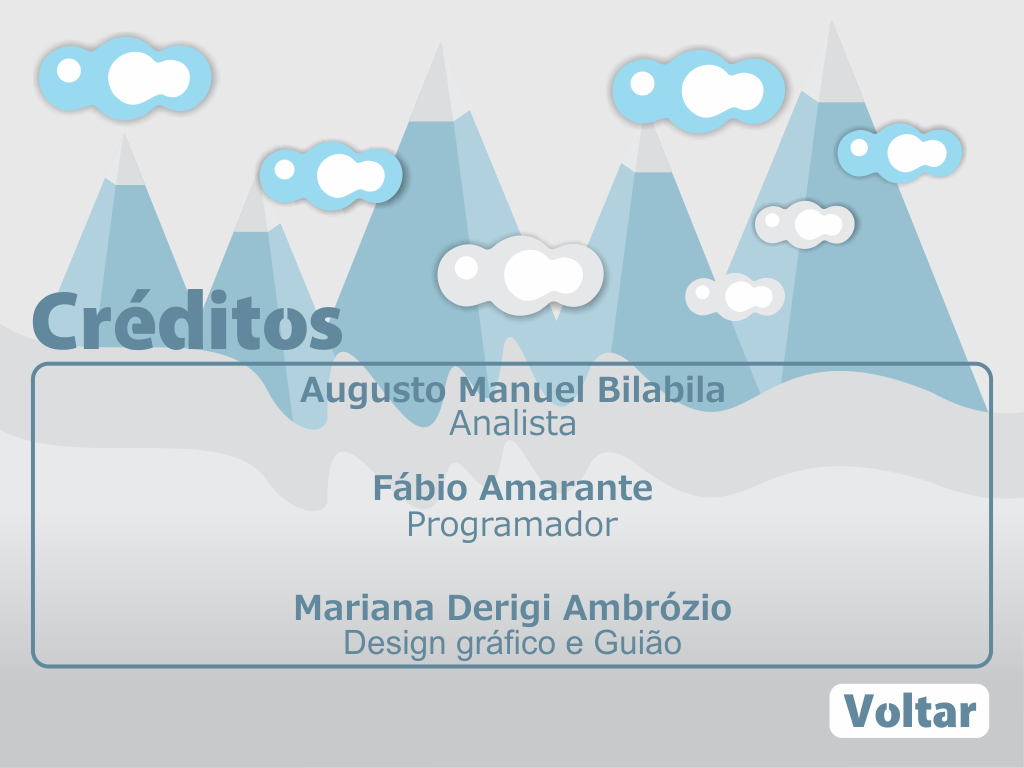 Créditos
Augusto Manuel Bilabila
Analista
Fábio Amarante
Programador
Mariana Derigi Ambrózio
Design gráfico e Guião
Voltar